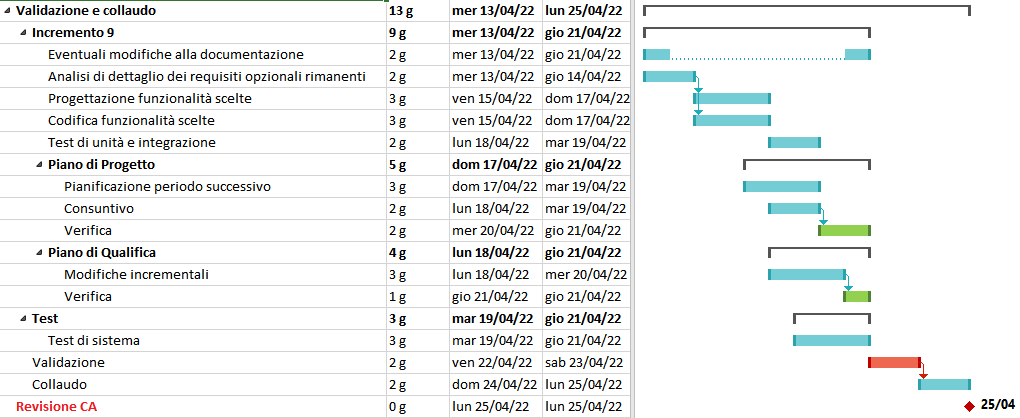 Validazione e collaudo 13 g mer 13/04/22 lun 25/04/22
Incremento 9 9 g mer 13/04/22 gio 21/04/22
Eventuali modifiche alla documentazione 2 g mer 13/04/22 gio 21/04/22
Analisi di dettaglio dei requisiti opzionali rimanenti 2 g mer 13/04/22 gio 14/04/22
Progettazione funzionalità scelte 3 g ven 15/04/22 dom 17/04/22
Codifica funzionalità scelte 3 g ven 15/04/22 dom 17/04/22
Test di unità e integrazione 2 g lun 18/04/22 mar 19/04/22
Piano di Progetto 5 g dom 17/04/22 gio 21/04/22
Pianificazione periodo successivo 3 g dom 17/04/22 mar 19/04/22
Consuntivo 2 g lun 18/04/22 mar 19/04/22
Verifica 2 g mer 20/04/22 gio 21/04/22
Piano di Qualifica 4 g lun 18/04/22 gio 21/04/22
Modifiche incrementali 3 g lun 18/04/22 mer 20/04/22
Verifica 1 g gio 21/04/22 gio 21/04/22
Test 3 g mar 19/04/22 gio 21/04/22
Test di sistema 3 g mar 19/04/22 gio 21/04/22
Validazione 2 g ven 22/04/22 sab 23/04/22
Collaudo 2 g dom 24/04/22 lun 25/04/22
Revisione CA 0 g lun 25/04/22 lun 25/04/22 25/04